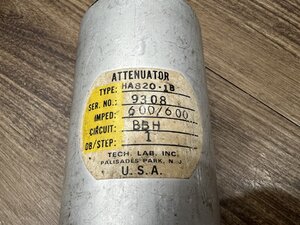 ATTENUATOR
TYPE: HA820-1B
SER. NO.: 9308
IMPED: 600/600
CIRCUIT: BBH
DB/STEP: 1
TECH. LAB, INC.
PALISADES PARK, N. J.
U.S.A.